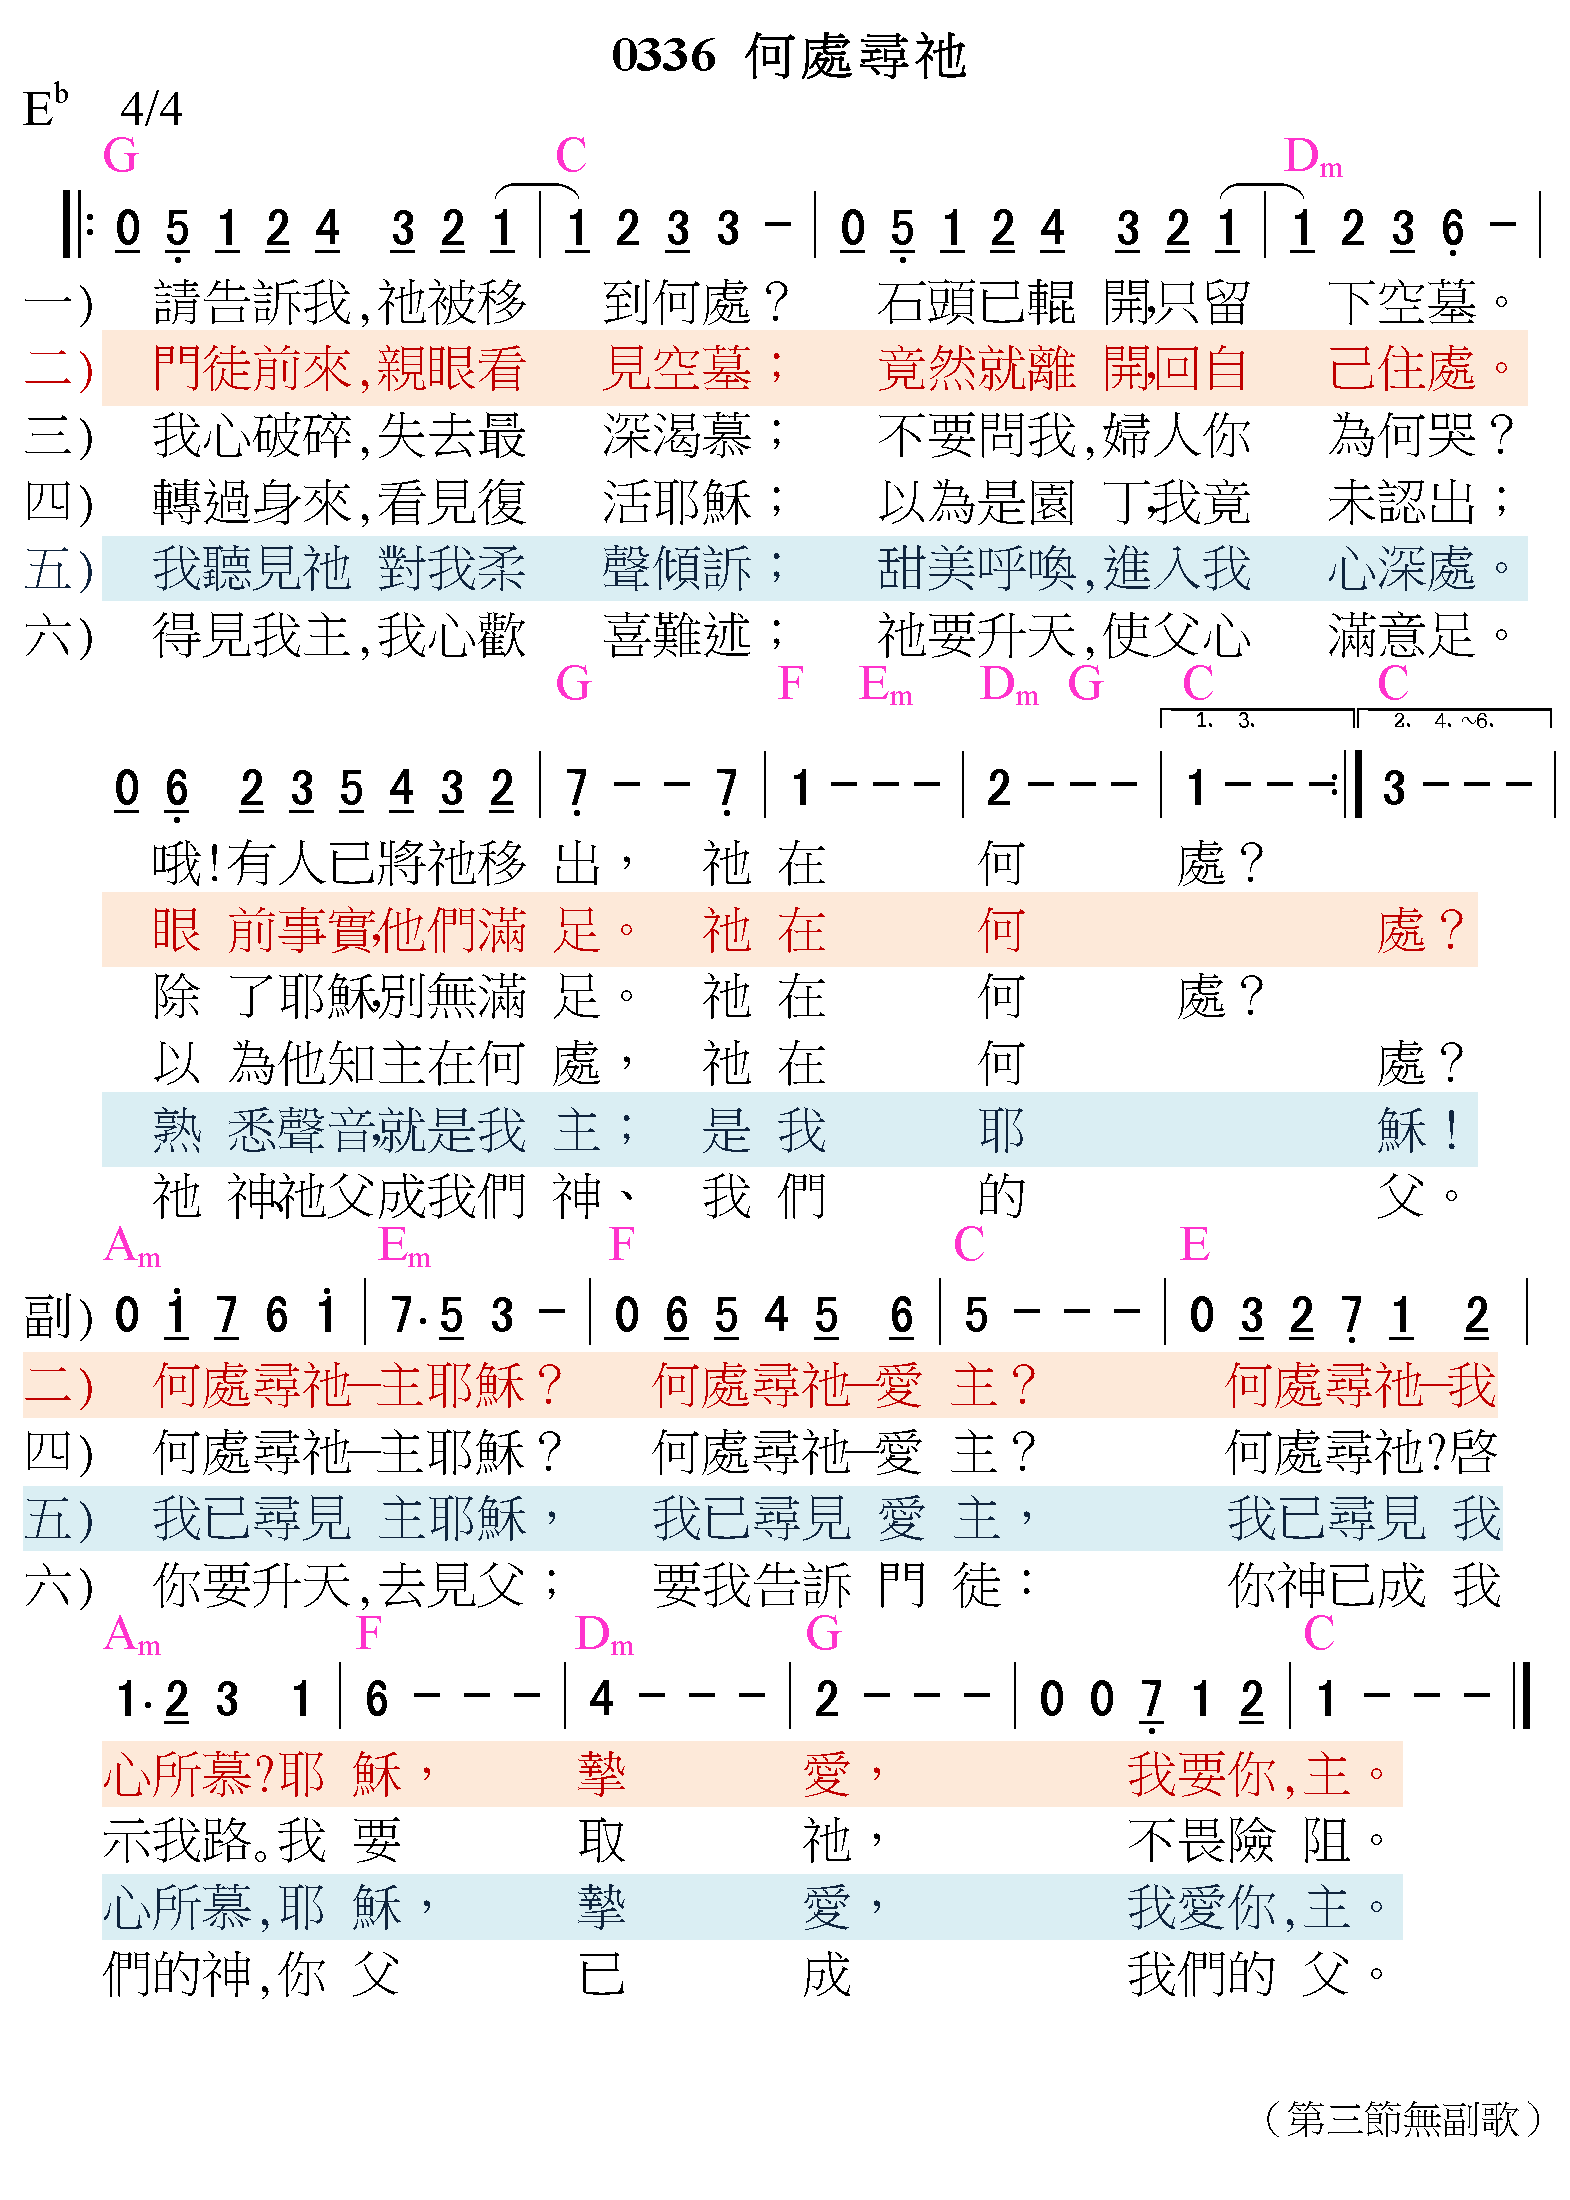 0336 何處尋祂
E♭ 4/4
G C Dm
0 5 1 2 4 3 2 1 | 1 2 3 3 - | 0 5 1 2 4 3 2 1 | 1 2 3 6 - |
一) 請告訴我,祂被移 到何處? 石頭已輥 開,只留 下空墓。
二) 門徒前來,親眼看 見空墓; 竟然就離 開,回自 己住處。
三) 我心破碎,失去最 深渴慕; 不要問我,婦人你 為何哭?
四) 轉過身來,看見復 活耶穌; 以為是園 丁,我竟 未認出;
五) 我聽見祂 對我柔 聲傾訴; 甜美呼喚,進入我 心深處。
六) 得見我主,我心歡 喜難述; 祂要升天,使父心 滿意足。
G F Em Dm G C C
1. 3. 2. 4.~6.
0 6 2 3 5 4 3 2 | 7 - - 7 | 1 - - - | 2 - - - | 1 - - - :| 3 - - - |
哦!有人已將祂移 出, 祂 在 何 處?
眼 前事實,他們滿 足。 祂 在 何 處?
除 了耶穌,別無滿 足。 祂 在 何 處?
以 為他知主在何 處, 祂 在 何 處?
熟 悉聲音,就是我 主; 是 我 耶 穌!
祂 神,祂父成我們 神、 我 們 的 父。
Am Em F C E
副) 0 1 7 6 1 | 7. 5 3 - | 0 6 5 4 5 6 | 5 - - - | 0 3 2 7 1 2 |
二) 何處尋祂—主耶穌? 何處尋祂—愛 主? 何處尋祂—我
四) 何處尋祂—主耶穌? 何處尋祂—愛 主? 何處尋祂?啓
五) 我已尋見 主耶穌, 我已尋見 愛 主, 我已尋見 我
六) 你要升天,去見父; 要我告訴 門 徒: 你神已成 我
Am F Dm G C
1. 2 3 1 | 6 - - - | 4 - - - | 2 - - - | 0 0 7 1 2 | 1 - - - |
心所慕?耶 穌, 摯 愛, 我要你,主。
示我路。我 要 取 祂, 不畏險 阻。
心所慕,耶 穌, 摯 愛, 我愛你,主。
們的神,你 父 已 成 我們的 父。
（第三節無副歌）